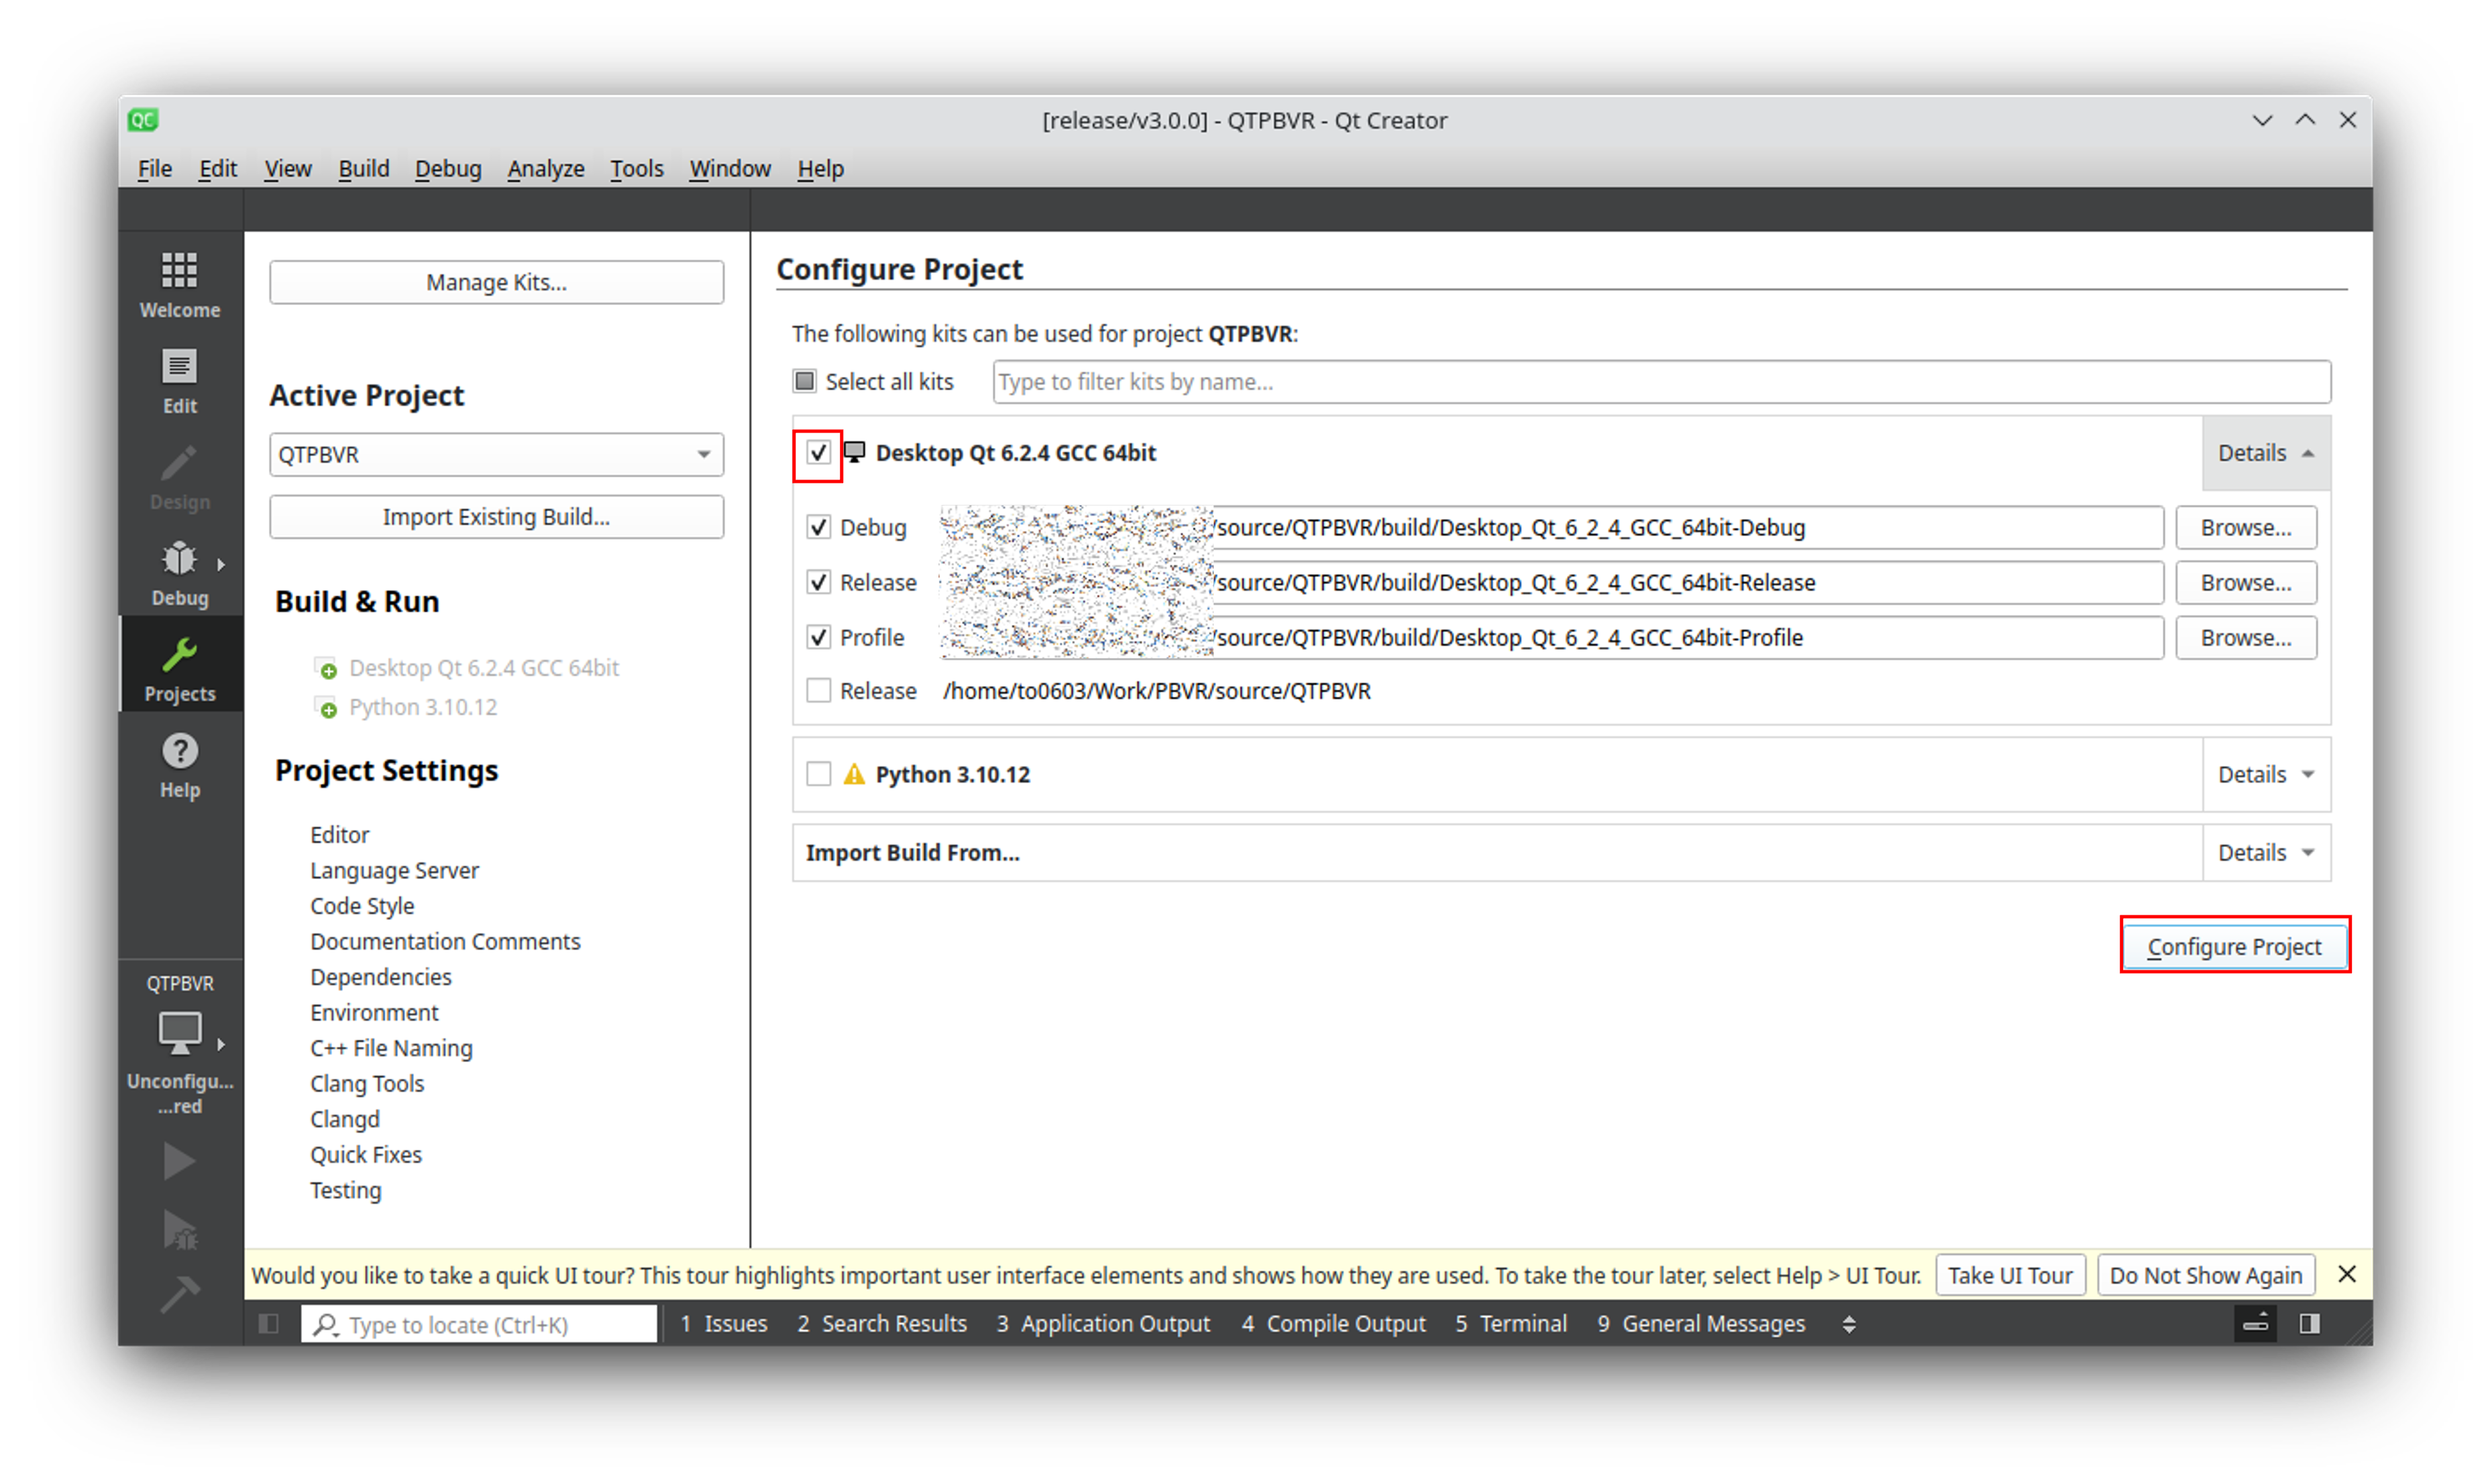 QC
[release/v3.0.0] - QTPBVR - Qt Creator
File Edit View Build Debug Analyze Tools Window Help
Welcome
Edit
Design
Debug
Projects
Help
QTPBVR
Unconfigu...
...red
Manage Kits...
Active Project
QTPBVR
Import Existing Build...
Build & Run
Desktop Qt 6.2.4 GCC 64bit
Python 3.10.12
Project Settings
Editor
Language Server
Code Style
Documentation Comments
Dependencies
Environment
C++ File Naming
Clang Tools
Clangd
Quick Fixes
Testing
Configure Project
The following kits can be used for project QTPBVR:
Select all kits Type to filter kits by name...
Desktop Qt 6.2.4 GCC 64bit Details
Debug /source/QTPBVR/build/Desktop_Qt_6_2_4_GCC_64bit-Debug Browse...
Release /source/QTPBVR/build/Desktop_Qt_6_2_4_GCC_64bit-Release Browse...
Profile /source/QTPBVR/build/Desktop_Qt_6_2_4_GCC_64bit-Profile Browse...
Release /home/to0603/Work/PBVR/source/QTPBVR
Python 3.10.12 Details
Import Build From... Details
Configure Project
Would you like to take a quick UI tour? This tour highlights important user interface elements and shows how they are used. To take the tour later, select Help > UI Tour. Take UI Tour Do Not Show Again
Type to locate (Ctrl+K) 1 Issues 2 Search Results 3 Application Output 4 Compile Output 5 Terminal 9 General Messages